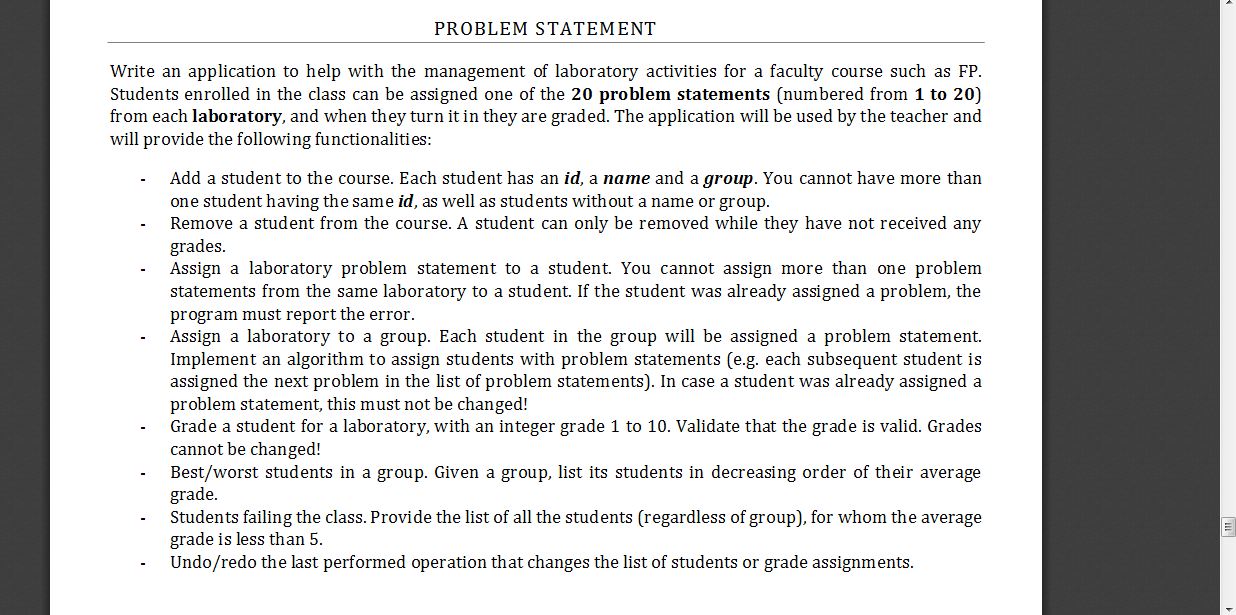 PROBLEM STATEMENT
Write an application to help with the management of laboratory activities for a faculty course such as FP.
Students enrolled in the class can be assigned one of the 20 problem statements (numbered from 1 to 20)
from each laboratory, and when they turn it in they are graded. The application will be used by the teacher and
will provide the following functionalities:
- Add a student to the course. Each student has an id, a name and a group. You cannot have more than
one student having the same id, as well as students without a name or group.
- Remove a student from the course. A student can only be removed while they have not received any
grades.
- Assign a laboratory problem statement to a student. You cannot assign more than one problem
statements from the same laboratory to a student. If the student was already assigned a problem, the
program must report the error.
- Assign a laboratory to a group. Each student in the group will be assigned a problem statement.
Implement an algorithm to assign students with problem statements (e.g. each subsequent student is
assigned the next problem in the list of problem statements). In case a student was already assigned a
problem statement, this must not be changed!
- Grade a student for a laboratory, with an integer grade 1 to 10. Validate that the grade is valid. Grades
cannot be changed!
- Best/worst students in a group. Given a group, list its students in decreasing order of their average
grade.
- Students failing the class. Provide the list of all the students (regardless of group), for whom the average
grade is less than 5.
- Undo/redo the last performed operation that changes the list of students or grade assignments.